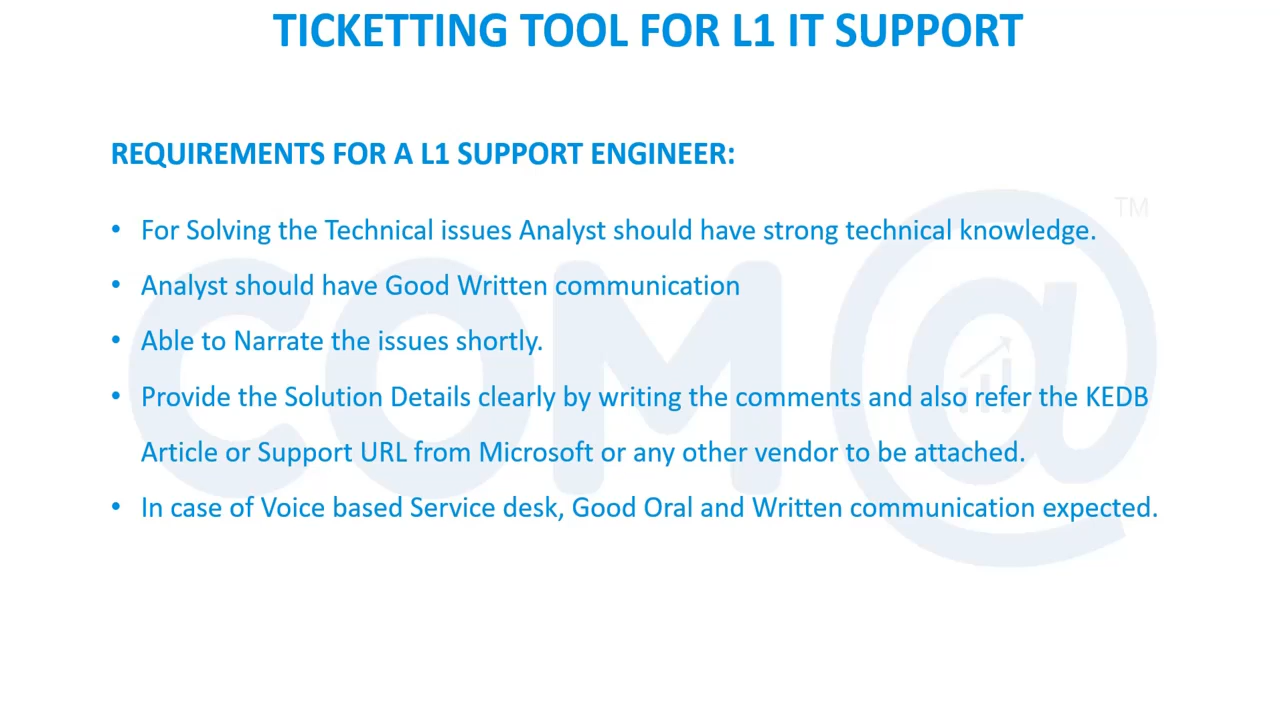 TICKETTING TOOL FOR L1 IT SUPPORT
REQUIREMENTS FOR A L1 SUPPORT ENGINEER:
• For Solving the Technical issues Analyst should have strong technical knowledge.
• Analyst should have Good Written communication
• Able to Narrate the issues shortly.
• Provide the Solution Details clearly by writing the comments and also refer the KEDB
Article or Support URL from Microsoft or any other vendor to be attached.
• In case of Voice based Service desk, Good Oral and Written communication expected.
COM@
TM